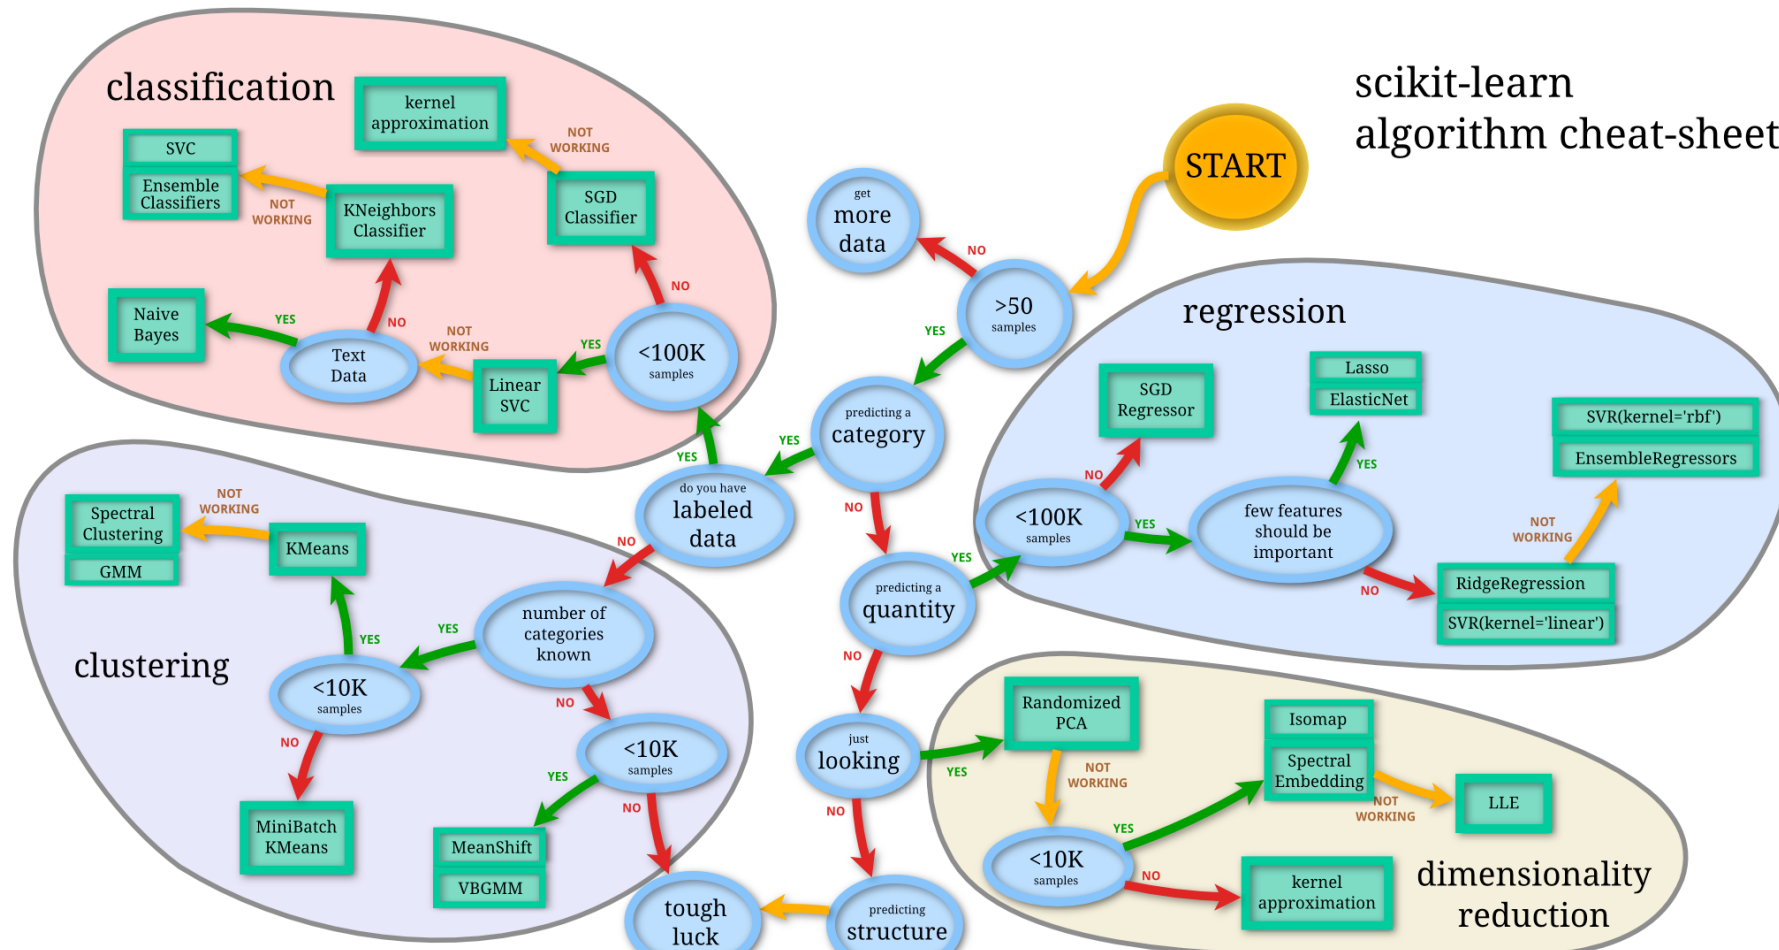 scikit-learn
algorithm cheat-sheet
START
>50
samples
NO
get
more
data
YES
predicting a
category
YES
do you have
labeled
data
YES
classification
<100K
samples
NO
SGD
Classifier
NOT
WORKING
kernel
approximation
YES
Linear
SVC
NOT
WORKING
Text
Data
YES
Naive
Bayes
NO
KNeighbors
Classifier
NOT
WORKING
SVC
Ensemble
Classifiers
NO
clustering
number of
categories
known
YES
<10K
samples
YES
KMeans
NOT
WORKING
Spectral
Clustering
GMM
NO
MiniBatch
KMeans
NO
<10K
samples
YES
MeanShift
VBGMM
NO
tough
luck
NO
predicting a
quantity
YES
regression
<100K
samples
NO
SGD
Regressor
YES
few features
should be
important
YES
Lasso
ElasticNet
NO
RidgeRegression
SVR(kernel='linear')
NOT
WORKING
SVR(kernel='rbf')
EnsembleRegressors
NO
just
looking
YES
dimensionality
reduction
Randomized
PCA
NOT
WORKING
<10K
samples
YES
Isomap
Spectral
Embedding
NOT
WORKING
LLE
NO
kernel
approximation
NO
predicting
structure